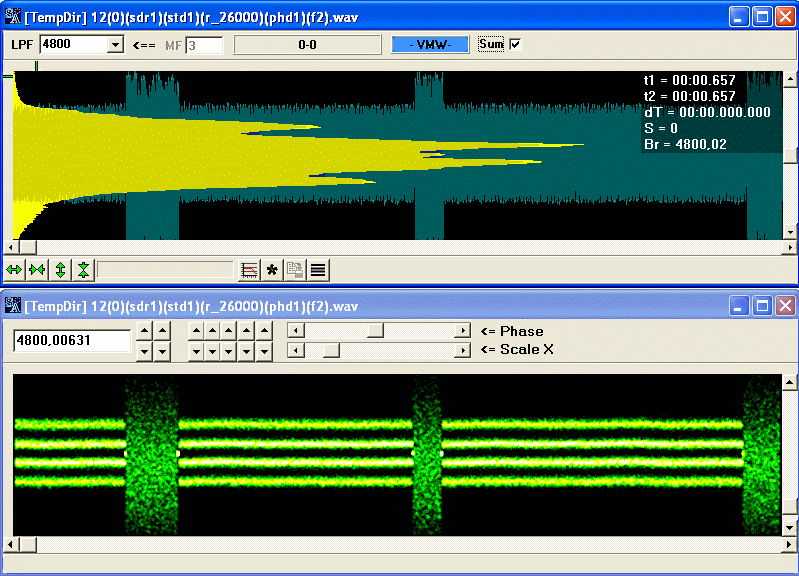 [TempDir] 12(0)(sdr1)(std1)(r_26000)(phd1)(f2).wav
LPF 4800 <== MF 3 0-0 - VMW- Sum
t1 = 00:00.657
t2 = 00:00.657
dT = 00:00.000.000
S = 0
Br = 4800,02
[TempDir] 12(0)(sdr1)(std1)(r_26000)(phd1)(f2).wav
4800,00631 <= Phase
<= Scale X